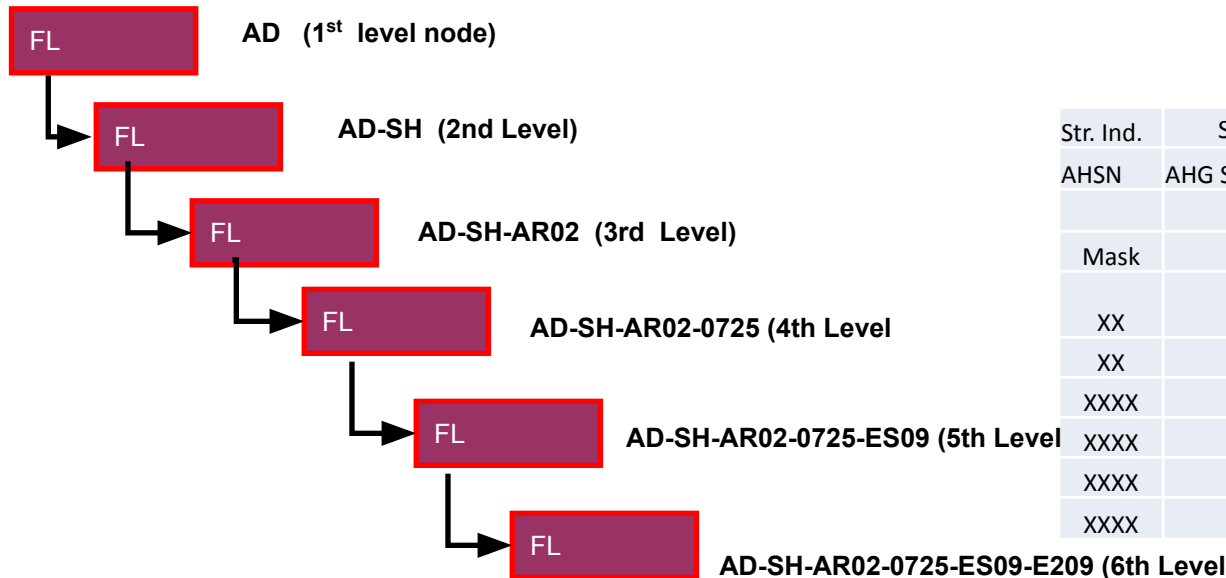 FL
AD (1st level node)
FL
AD-SH (2nd Level)
FL
AD-SH-AR02 (3rd Level)
FL
AD-SH-AR02-0725 (4th Level
FL
AD-SH-AR02-0725-ES09 (5th Level
FL
AD-SH-AR02-0725-ES09-E209 (6th Level
Str. Ind. S
AHSN AHG S
Mask
XX
XX
XXXX
XXXX
XXXX
XXXX